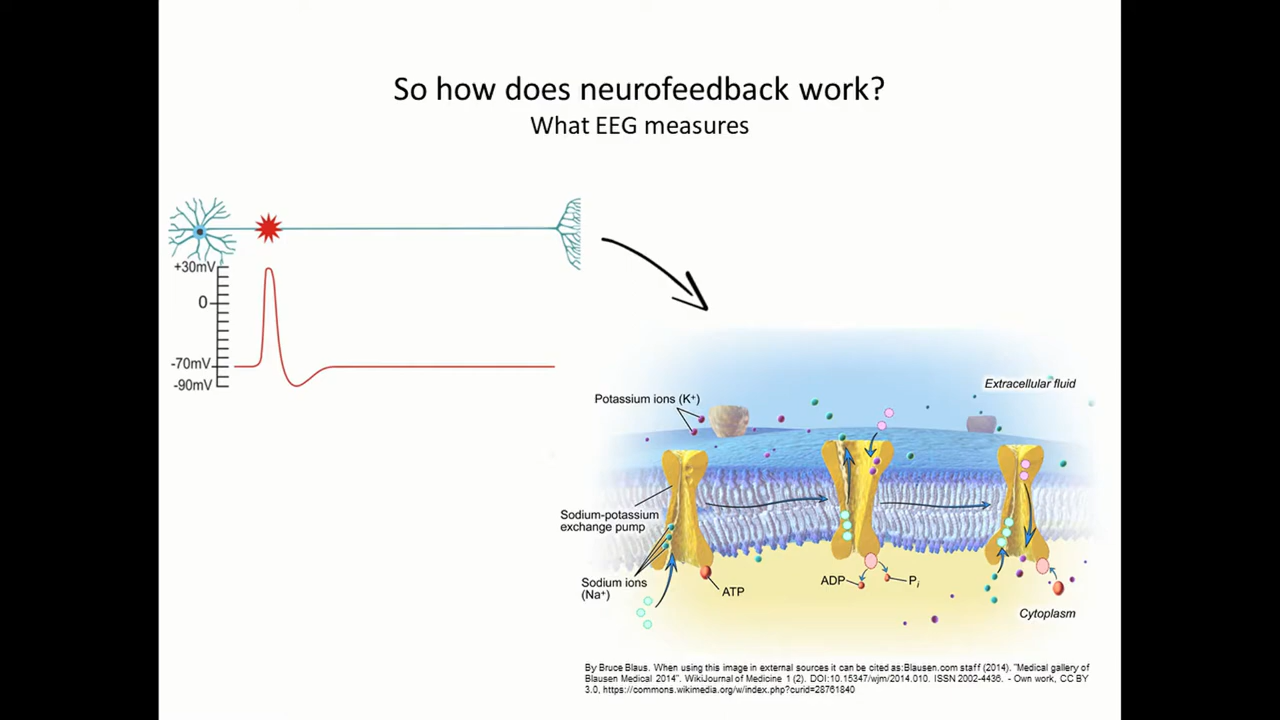 So how does neurofeedback work?
What EEG measures
+30mV
0
-70mV
-90mV
Extracellular fluid
Potassium ions (K⁺)
Sodium-potassium
exchange pump
Sodium ions
(Na⁺)
ATP
ADP
Pᵢ
Cytoplasm
By Bruce Blaus. When using this image in external sources it can be cited as:Blausen.com staff (2014). "Medical gallery of
Blausen Medical 2014". WikiJournal of Medicine 1 (2). DOI:10.15347/wjm/2014.010. ISSN 2002-4436. - Own work, CC BY
3.0, https://commons.wikimedia.org/w/index.php?curid=28761840